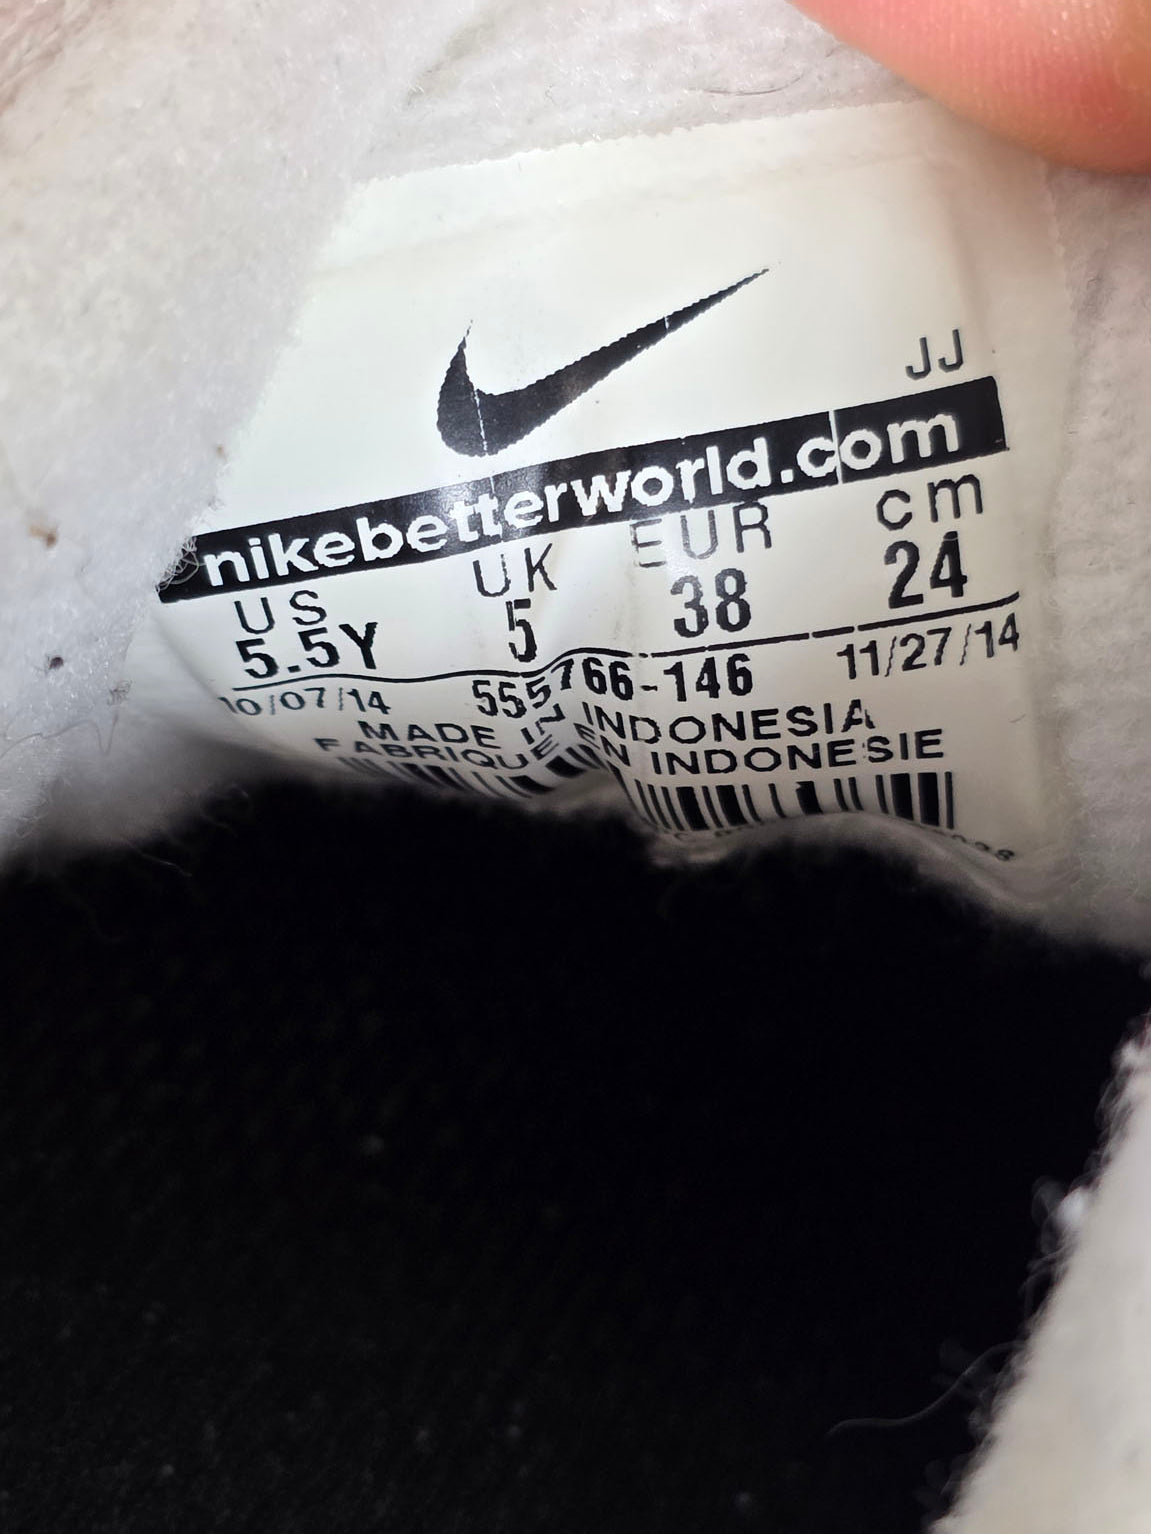 JJ
nikebetterworld.com
US UK EUR cm
5.5Y 5 38 24
10/07/14 555766-146 11/27/14
MADE IN INDONESIA
FABRIQUE EN INDONESIE